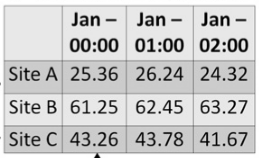 Jan – Jan – Jan –
00:00 01:00 02:00
Site A 25.36 26.24 24.32
Site B 61.25 62.45 63.27
Site C 43.26 43.78 41.67